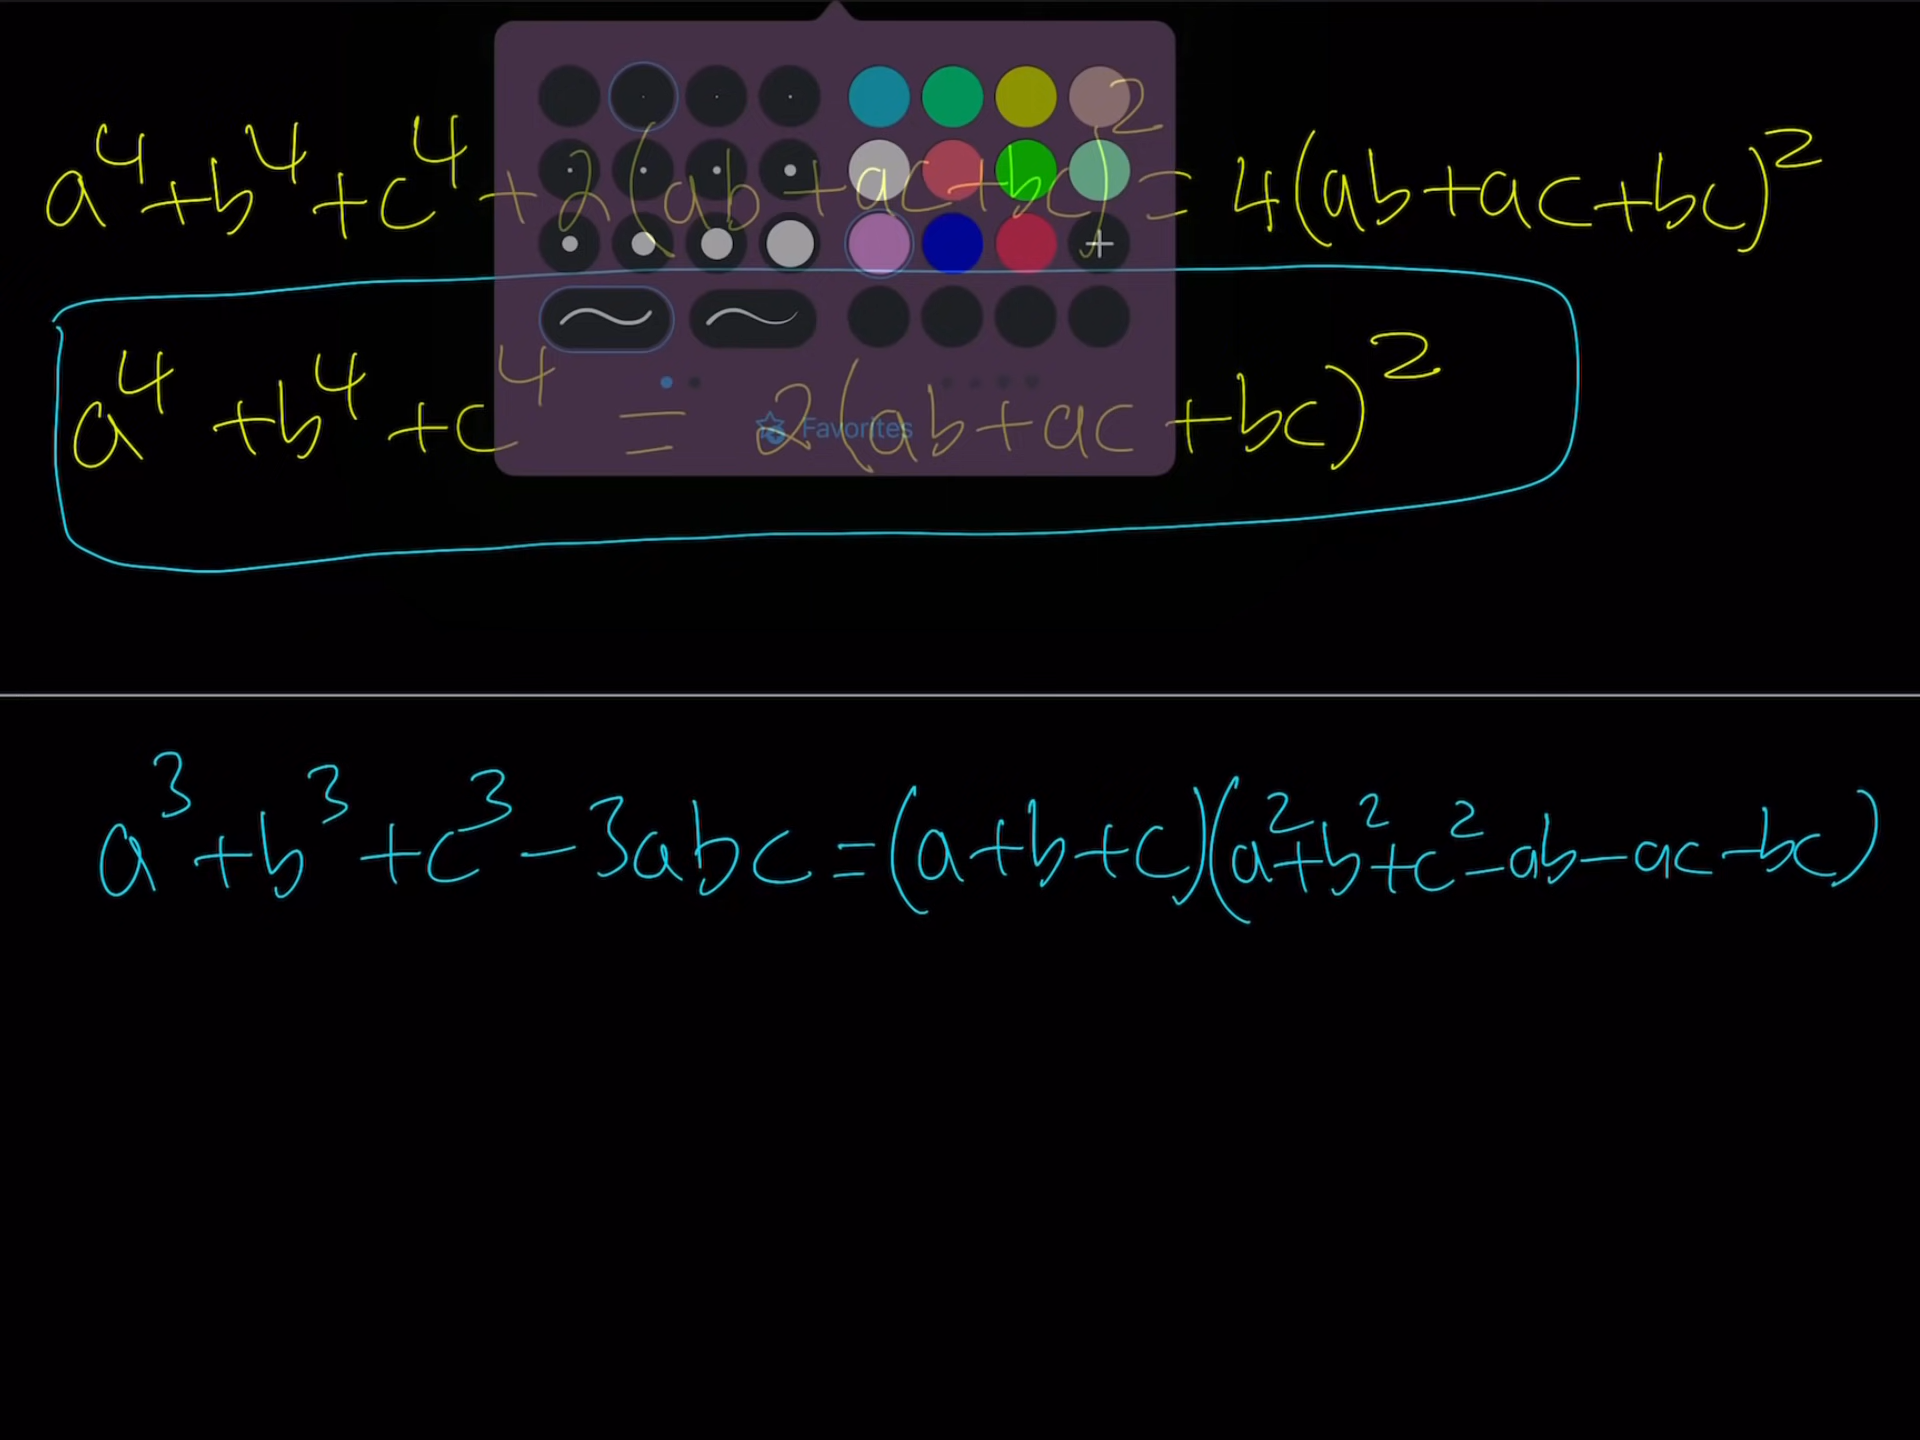 a⁴+b⁴+c⁴+2(ab+ac+bc)²=4(ab+ac+bc)²
a⁴+b⁴+c⁴ = 2(ab+ac+bc)²
Favorites
a³+b³+c³-3abc=(a+b+c)(a²+b²+c²-ab-ac-bc)